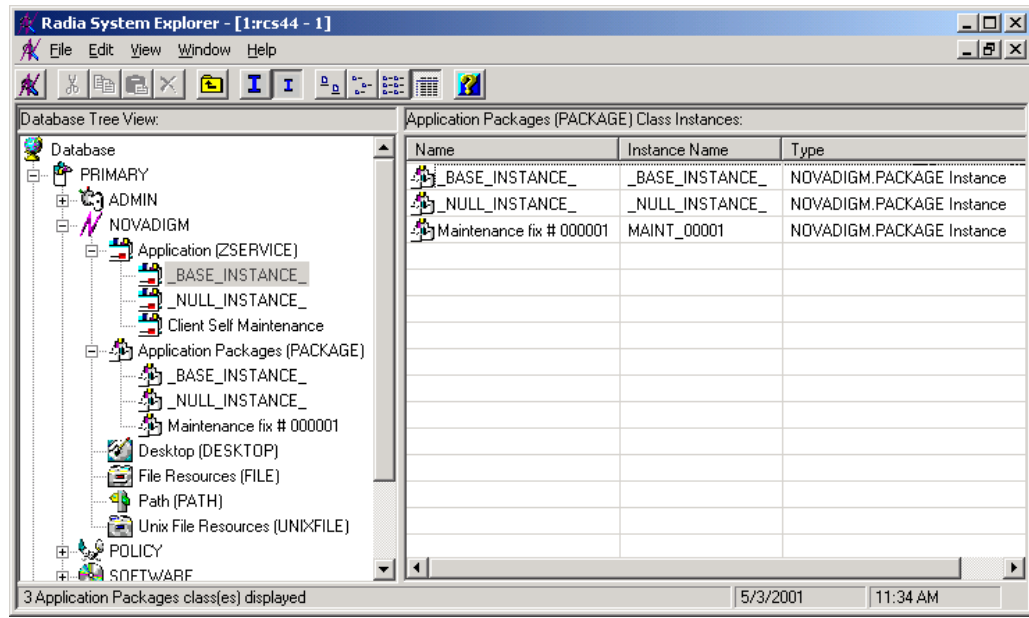 Radia System Explorer - [1:rcs44 - 1]
File Edit View Window Help
Database Tree View:
Application Packages (PACKAGE) Class Instances:
Database
PRIMARY
ADMIN
NOVADIGM
Application (ZSERVICE)
_BASE_INSTANCE_
_NULL_INSTANCE_
Client Self Maintenance
Application Packages (PACKAGE)
_BASE_INSTANCE_
_NULL_INSTANCE_
Maintenance fix # 000001
Desktop (DESKTOP)
File Resources (FILE)
Path (PATH)
Unix File Resources (UNIXFILE)
POLICY
SOFTWARE
Name Instance Name Type
_BASE_INSTANCE_ _BASE_INSTANCE_ NOVADIGM.PACKAGE Instance
_NULL_INSTANCE_ _NULL_INSTANCE_ NOVADIGM.PACKAGE Instance
Maintenance fix # 000001 MAINT_00001 NOVADIGM.PACKAGE Instance
3 Application Packages class(es) displayed 5/3/2001 11:34 AM